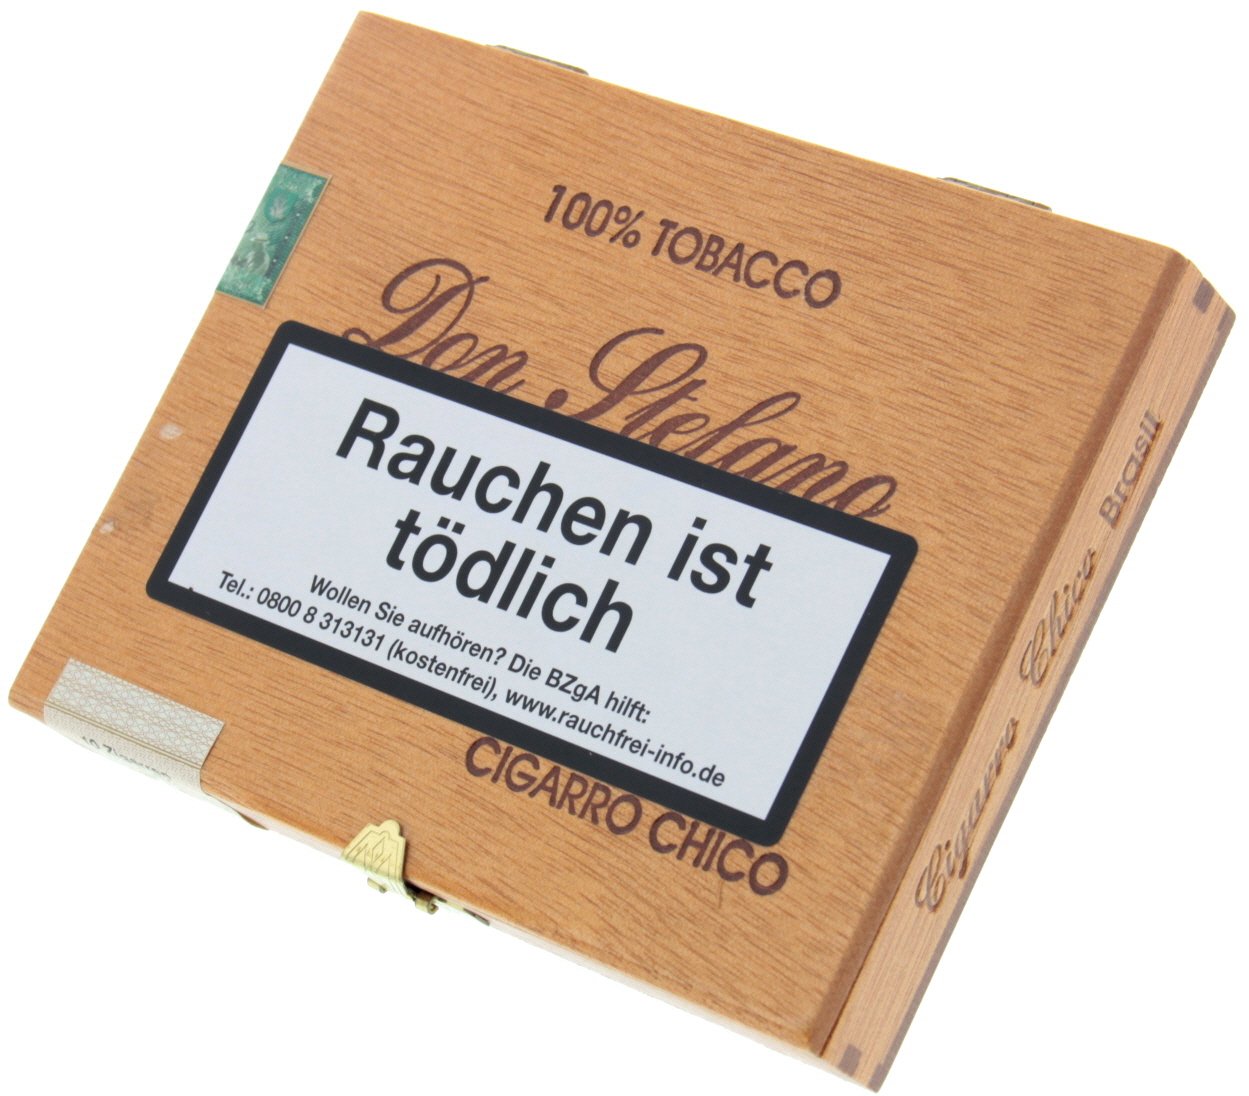 100% TOBACCO
Don Stefano
Rauchen ist
tödlich
Wollen Sie aufhören? Die BZgA hilft:
Tel.: 0800 8 313131 (kostenfrei), www.rauchfrei-info.de
CIGARRO CHICO
Cigarro Chico Brasil